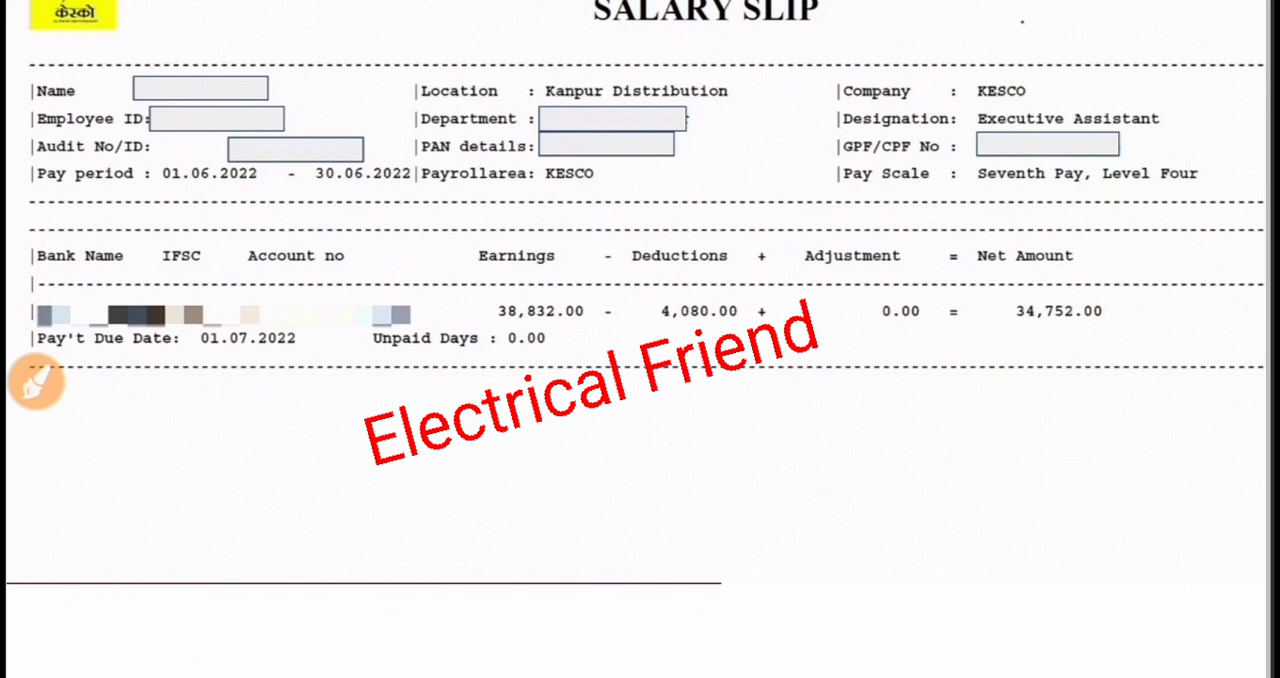 केस्को
SALARY SLIP
|Name |Location : Kanpur Distribution |Company : KESCO
|Employee ID: |Department : |Designation: Executive Assistant
|Audit No/ID: |PAN details: |GPF/CPF No :
|Pay period : 01.06.2022 - 30.06.2022|Payrollarea: KESCO |Pay Scale : Seventh Pay, Level Four
|Bank Name IFSC Account no Earnings - Deductions + Adjustment = Net Amount
38,832.00 - 4,080.00 + 0.00 = 34,752.00
|Pay't Due Date: 01.07.2022 Unpaid Days : 0.00
Electrical Friend